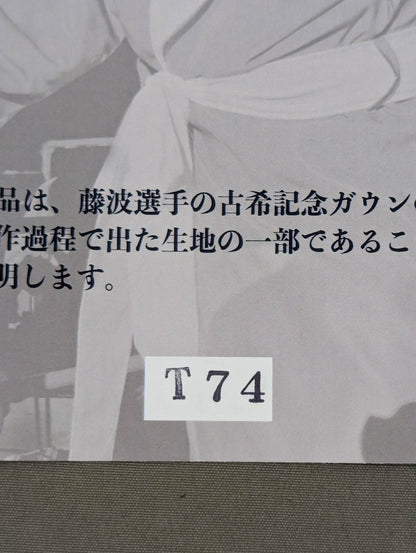 品は、藤波選手の古希記念ガウンの
作過程で出た生地の一部であるこ
明します。
T74